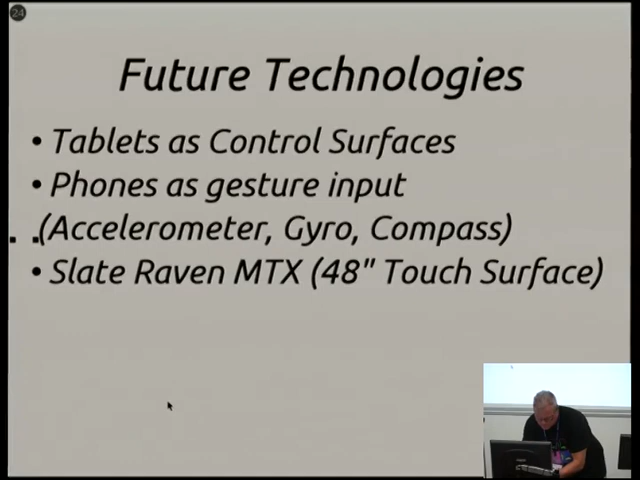 24
Future Technologies
• Tablets as Control Surfaces
• Phones as gesture input
(Accelerometer, Gyro, Compass)
• Slate Raven MTX (48" Touch Surface)